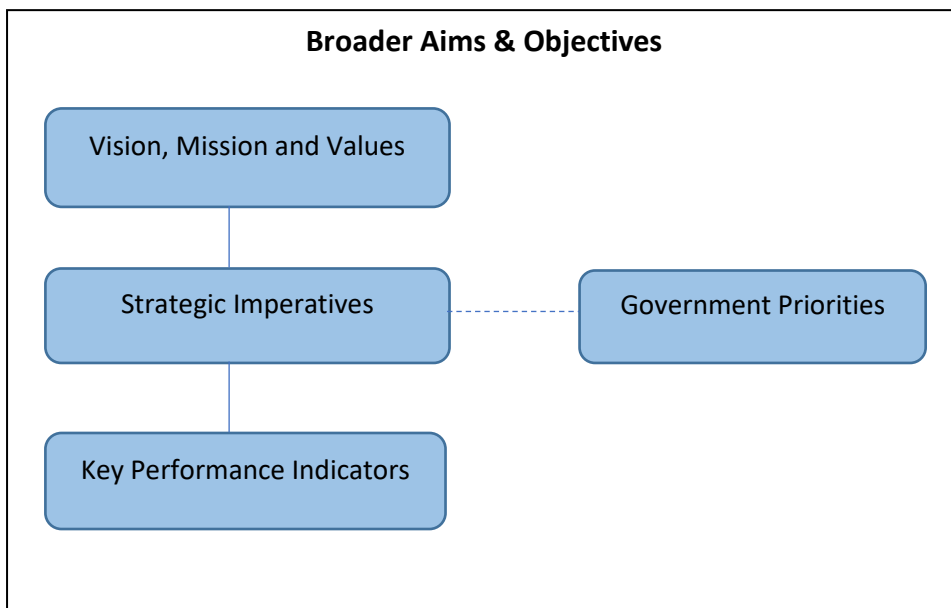 Broader Aims & Objectives
Vision, Mission and Values
Strategic Imperatives
Government Priorities
Key Performance Indicators